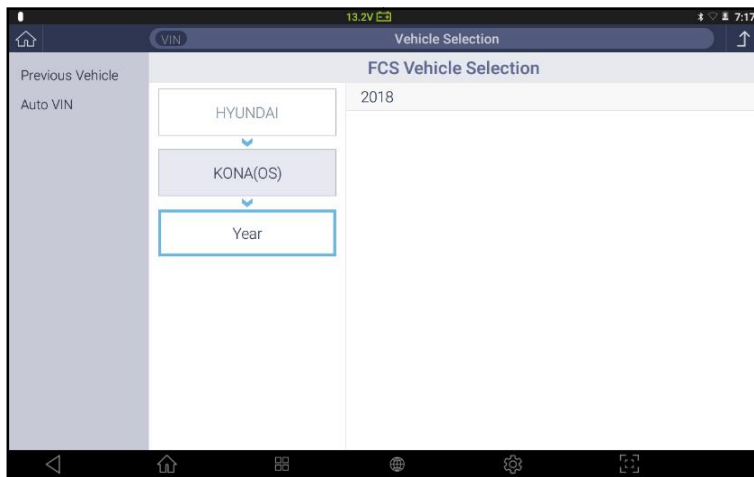 13.2V
7:17
VIN
Vehicle Selection
Previous Vehicle
Auto VIN
FCS Vehicle Selection
HYUNDAI
KONA(OS)
Year
2018